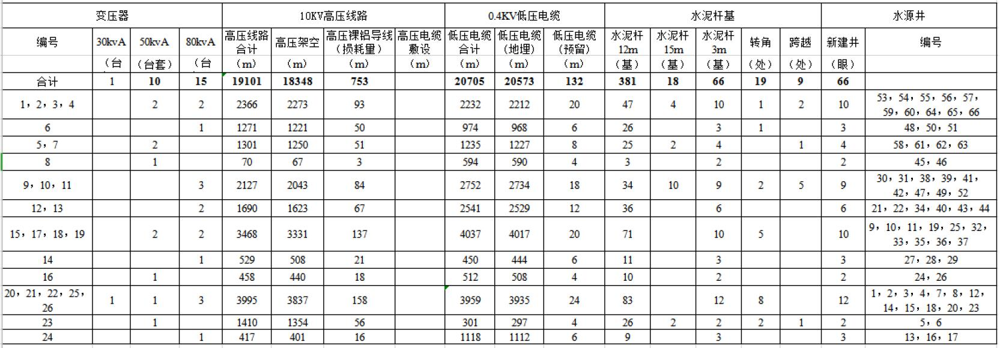 变压器 10KV高压线路 0.4KV低压电缆 水泥杆基 水源井
编号 30kvA 50kvA 80kvA 高压线路合计 高压架空 高压裸铝导线(损耗量) 高压电缆敷设 低压电缆合计 低压电缆(地埋) 低压电缆(预留) 水泥杆12m 水泥杆15m 水泥杆3m 转角 跨越 新建井 编号
（台 （台套） （台 （m） （m） （m） （m） （m） （m） （m） （基） （基） （基） （处） （处） （眼）
合计 1 10 15 19101 18348 753 20705 20573 132 381 18 66 19 9 66
1，2，3，4 2 2 2366 2273 93 2232 2212 20 47 4 10 1 2 10 53，54，55，56，57，
59，60，64，65，66
6 1 1271 1221 50 974 968 6 26 3 1 3 48，50，51
5，7 2 1301 1250 51 1235 1227 8 25 2 4 1 4 58，61，62，63
8 1 70 67 3 594 590 4 3 2 2 45，46
9，10，11 3 2127 2043 84 2752 2734 18 34 10 9 2 5 9 30，31，38，39，41，
42，47，49，52
12，13 2 1690 1623 67 2541 2529 12 36 6 6 21，22，34，40，43，44
15，17，18，19 2 2 3468 3331 137 4037 4017 20 71 10 5 10 9，10，11，19，25，32，
33，35，36，37
14 1 529 508 21 450 444 6 11 3 3 27，28，29
16 1 458 440 18 512 508 4 10 2 2 24，26
20，21，22，25，
26 1 1 3 3995 3837 158 3959 3935 24 83 12 8 12 1，2，3，4，7，8，12，
14，15，18，20，23
23 1 1410 1354 56 301 297 4 26 2 2 2 1 2 5，6
24 1 417 401 16 1118 1112 6 9 3 3 13，16，17